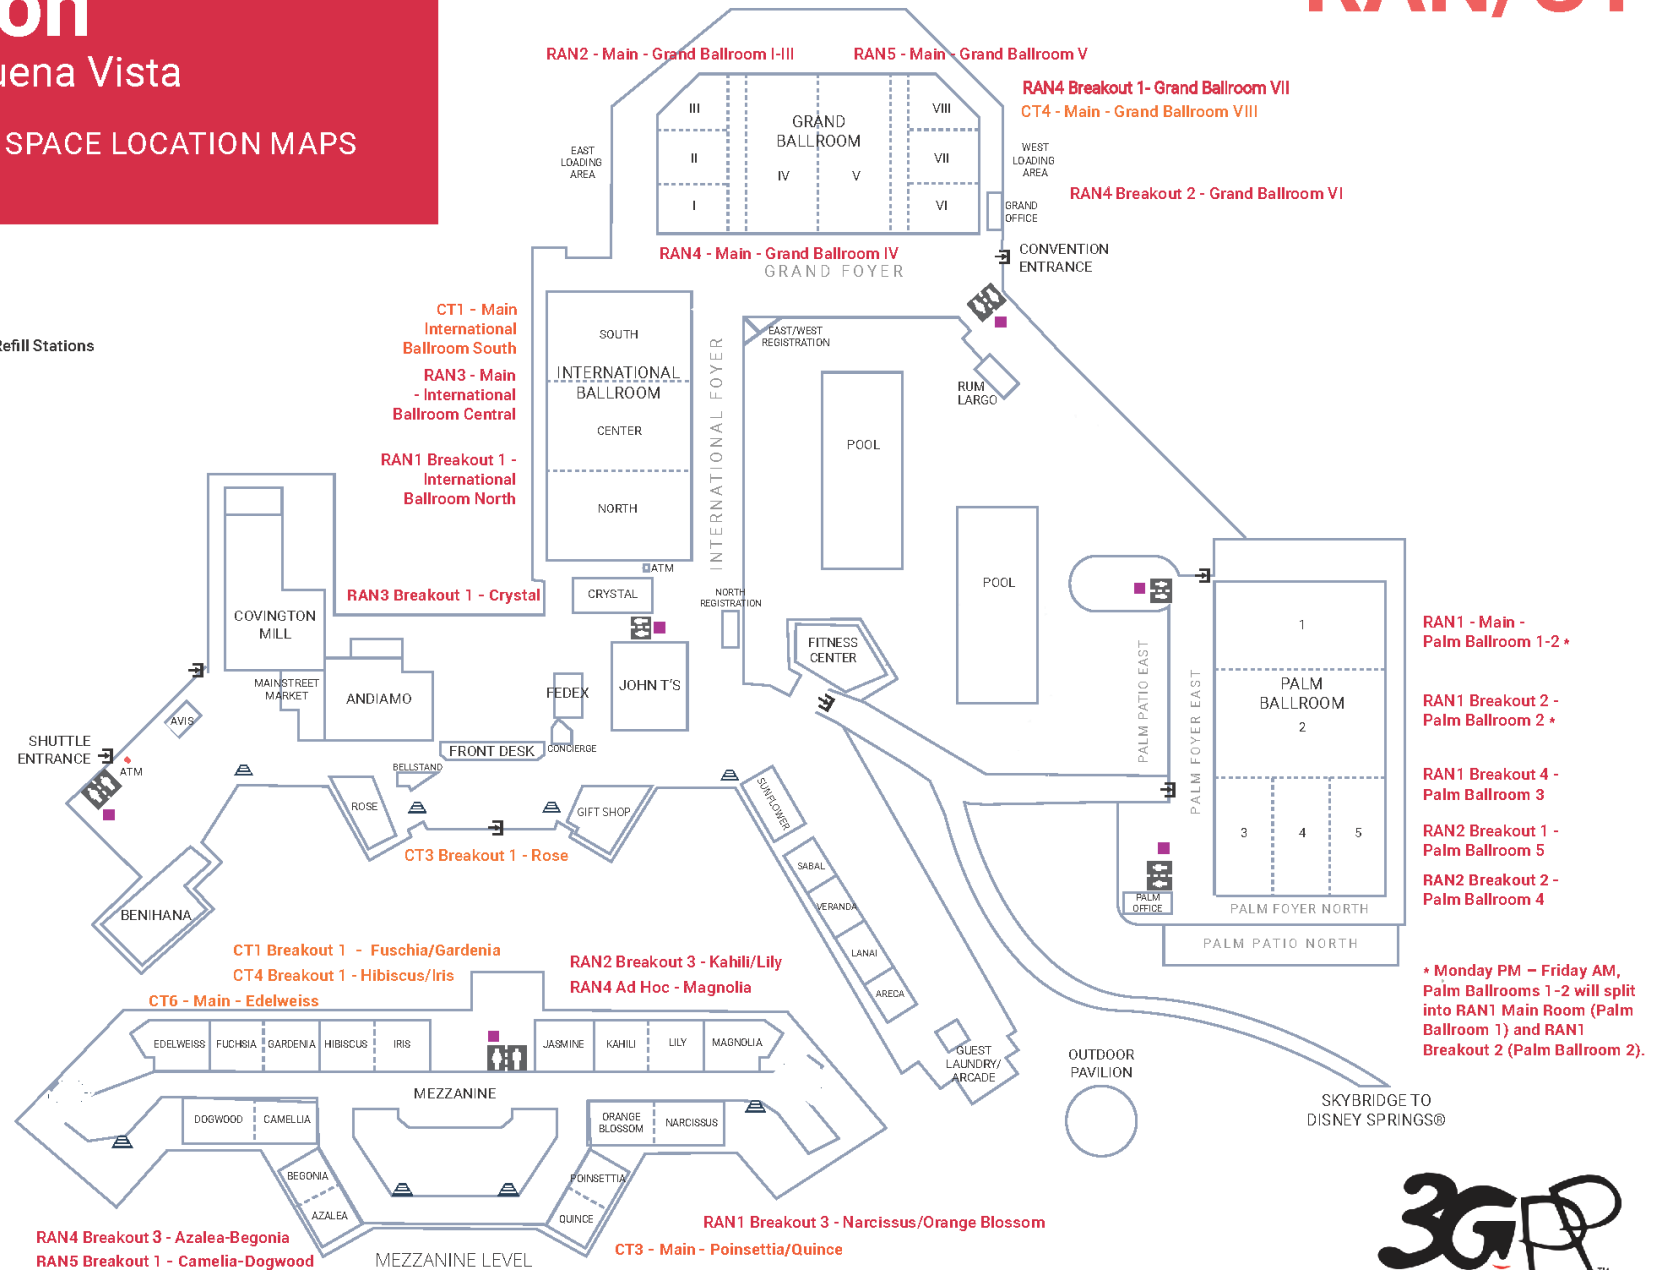 on
uena Vista
SPACE LOCATION MAPS
RAN/CT
RAN2 - Main - Grand Ballroom I-III
RAN5 - Main - Grand Ballroom V
RAN4 Breakout 1- Grand Ballroom VII
CT4 - Main - Grand Ballroom VIII
III
GRAND
BALLROOM
VIII
EAST
LOADING
AREA
II
IV
V
VII
WEST
LOADING
AREA
RAN4 Breakout 2 - Grand Ballroom VI
I
VI
GRAND
OFFICE
RAN4 - Main - Grand Ballroom IV
GRAND FOYER
CONVENTION
ENTRANCE
CT1 - Main
International
Ballroom South
RAN3 - Main
- International
Ballroom Central
RAN1 Breakout 1 -
International
Ballroom North
efill Stations
SOUTH
INTERNATIONAL
BALLROOM
CENTER
NORTH
INTERNATIONAL FOYER
EAST/WEST
REGISTRATION
RUM
LARGO
POOL
POOL
ATM
RAN3 Breakout 1 - Crystal
CRYSTAL
NORTH
REGISTRATION
COVINGTON
MILL
FITNESS
CENTER
MAINSTREET
MARKET
ANDIAMO
FEDEX
JOHN T'S
AVIS
SHUTTLE
ENTRANCE
ATM
FRONT DESK
CONCIERGE
BELLSTAND
ROSE
GIFT SHOP
CT3 Breakout 1 - Rose
BENIHANA
SUNFLOWER
SABAL
VERANDA
LANAI
ARECA
GUEST
LAUNDRY/
ARCADE
PALM PATIO EAST
PALM FOYER EAST
1
PALM
BALLROOM
2
3
4
5
PALM
OFFICE
PALM FOYER NORTH
PALM PATIO NORTH
RAN1 - Main -
Palm Ballroom 1-2 *
RAN1 Breakout 2 -
Palm Ballroom 2 *
RAN1 Breakout 4 -
Palm Ballroom 3
RAN2 Breakout 1 -
Palm Ballroom 5
RAN2 Breakout 2 -
Palm Ballroom 4
* Monday PM – Friday AM,
Palm Ballrooms 1-2 will split
into RAN1 Main Room (Palm
Ballroom 1) and RAN1
Breakout 2 (Palm Ballroom 2).
CT1 Breakout 1 - Fuschia/Gardenia
CT4 Breakout 1 - Hibiscus/Iris
CT6 - Main - Edelweiss
RAN2 Breakout 3 - Kahili/Lily
RAN4 Ad Hoc - Magnolia
EDELWEISS
FUCHSIA
GARDENIA
HIBISCUS
IRIS
JASMINE
KAHILI
LILY
MAGNOLIA
MEZZANINE
DOGWOOD
CAMELLIA
ORANGE
BLOSSOM
NARCISSUS
BEGONIA
AZALEA
POINSETTIA
QUINCE
OUTDOOR
PAVILION
SKYBRIDGE TO
DISNEY SPRINGS®
RAN4 Breakout 3 - Azalea-Begonia
RAN5 Breakout 1 - Camelia-Dogwood
MEZZANINE LEVEL
RAN1 Breakout 3 - Narcissus/Orange Blossom
CT3 - Main - Poinsettia/Quince
3GPP
TM